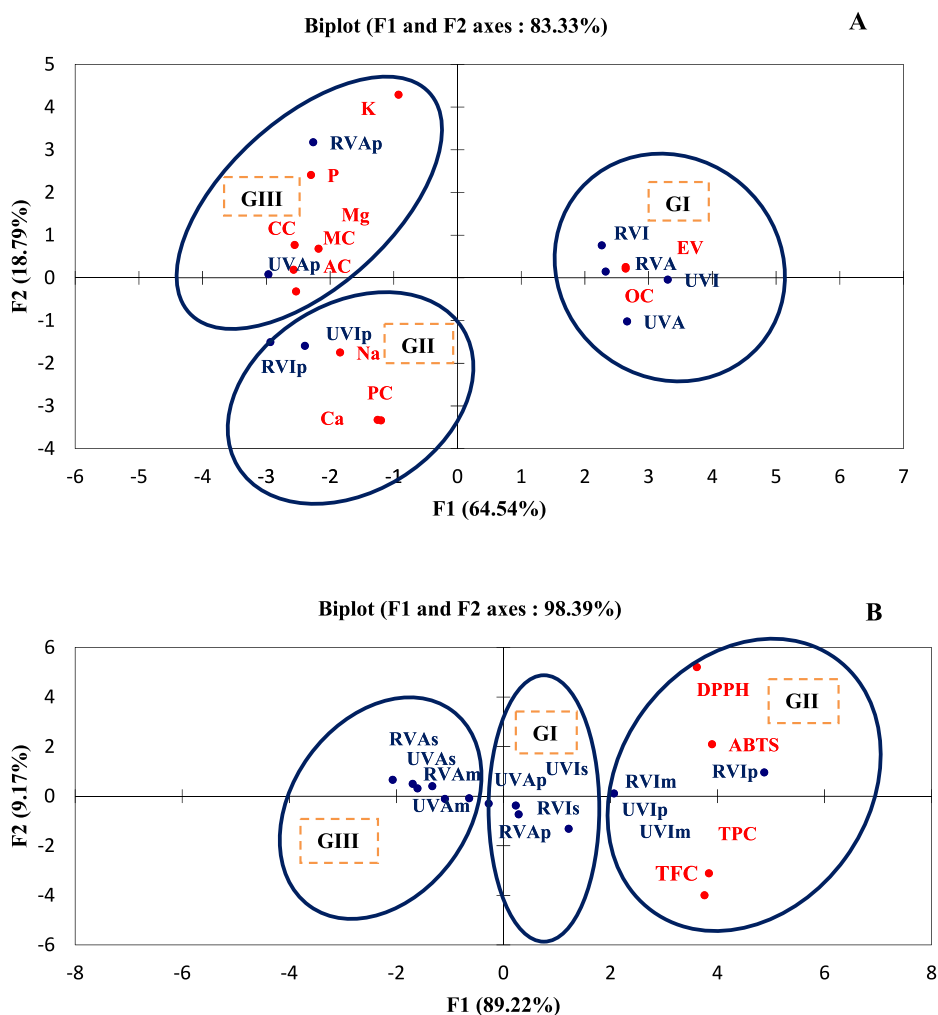 Biplot (F1 and F2 axes : 83.33%)
A
5
4
3
2
1
0
-1
-2
-3
-4
F2 (18.79%)
K
RVAp
P
GIII
Mg
CC
MC
UVAp
AC
GI
RVI
EV
RVA
UVI
OC
UVA
UVIp
GII
RVIp
Na
PC
Ca
-6 -5 -4 -3 -2 -1 0 1 2 3 4 5 6 7
F1 (64.54%)
Biplot (F1 and F2 axes : 98.39%)
B
6
4
2
0
-2
-4
-6
F2 (9.17%)
RVAs
UVAs
RVAm
UVAm
GIII
GI
UVAp
UVIs
RVIs
RVAp
DPPH
GII
ABTS
RVIp
RVIm
UVIp
UVIm
TPC
TFC
-8 -6 -4 -2 0 2 4 6 8
F1 (89.22%)